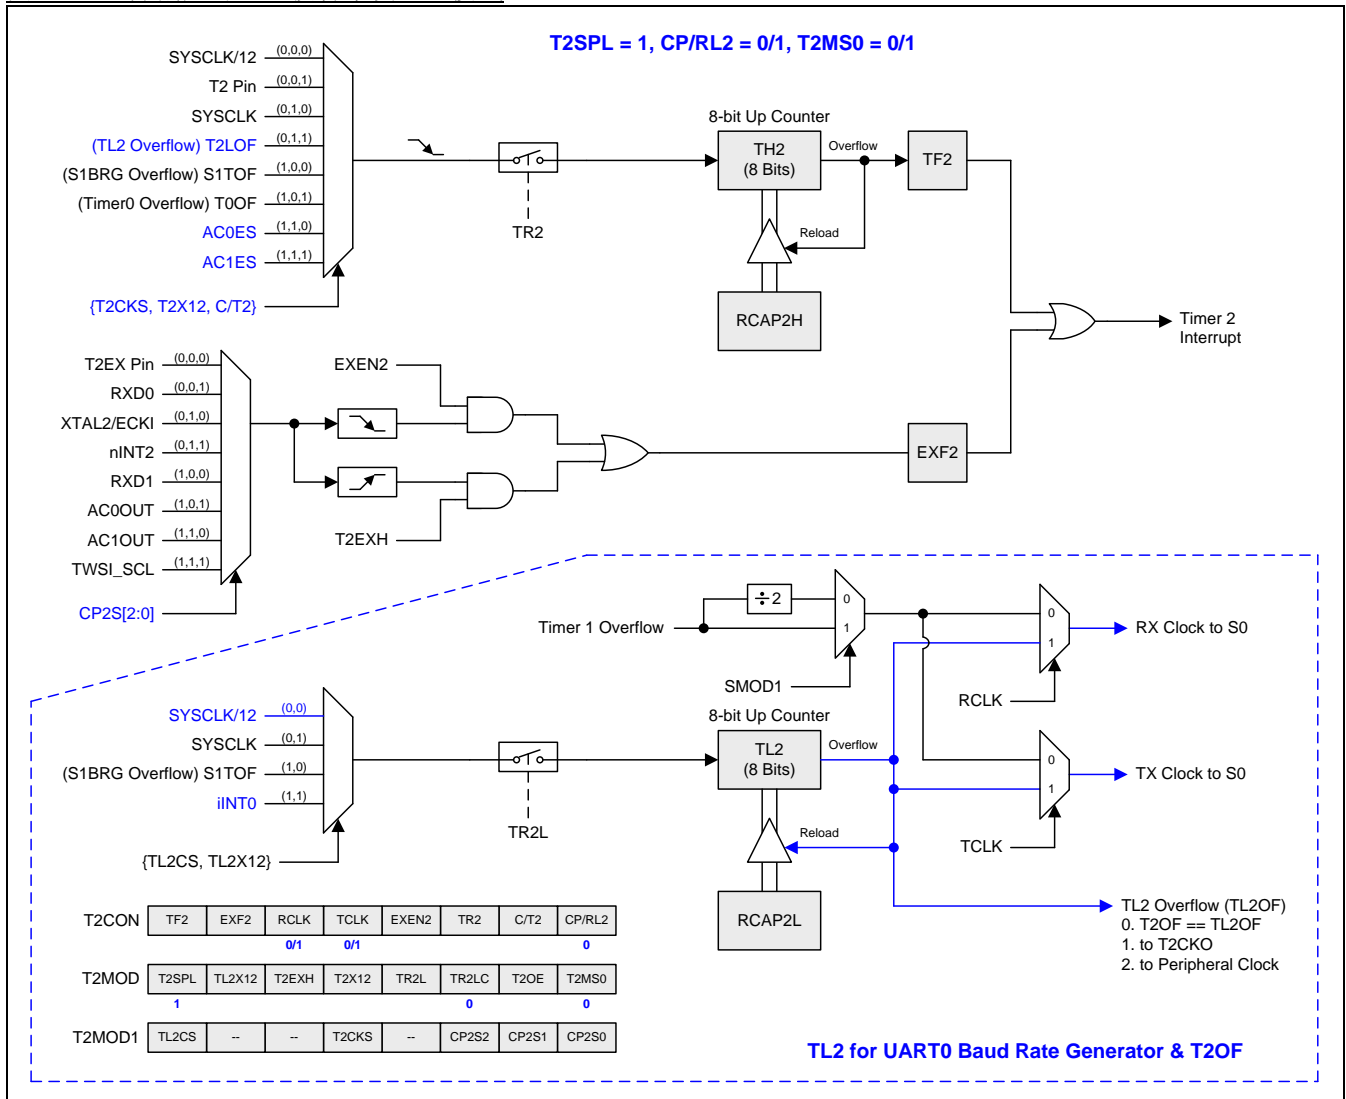 T2SPL = 1, CP/RL2 = 0/1, T2MS0 = 0/1
SYSCLK/12 (0,0,0)
T2 Pin (0,0,1)
SYSCLK (0,1,0)
(TL2 Overflow) T2LOF (0,1,1)
(S1BRG Overflow) S1TOF (1,0,0)
(Timer0 Overflow) T0OF (1,0,1)
AC0ES (1,1,0)
AC1ES (1,1,1)
{T2CKS, T2X12, C/T2}
TR2
8-bit Up Counter
TH2
(8 Bits)
Overflow
TF2
Reload
RCAP2H
Timer 2
Interrupt
T2EX Pin (0,0,0)
RXD0 (0,0,1)
XTAL2/ECKI (0,1,0)
nINT2 (0,1,1)
RXD1 (1,0,0)
AC0OUT (1,0,1)
AC1OUT (1,1,0)
TWSI_SCL (1,1,1)
CP2S[2:0]
EXEN2
T2EXH
EXF2
Timer 1 Overflow
÷ 2
0
1
SMOD1
0
1
RX Clock to S0
RCLK
SYSCLK/12 (0,0)
SYSCLK (0,1)
(S1BRG Overflow) S1TOF (1,0)
iINT0 (1,1)
{TL2CS, TL2X12}
TR2L
8-bit Up Counter
TL2
(8 Bits)
Overflow
Reload
RCAP2L
0
1
TX Clock to S0
TCLK
TL2 Overflow (TL2OF)
0. T2OF == TL2OF
1. to T2CKO
2. to Peripheral Clock
T2CON TF2 EXF2 RCLK TCLK EXEN2 TR2 C/T2 CP/RL2
0/1 0/1 0
T2MOD T2SPL TL2X12 T2EXH T2X12 TR2L TR2LC T2OE T2MS0
1 0 0
T2MOD1 TL2CS -- -- T2CKS -- CP2S2 CP2S1 CP2S0
TL2 for UART0 Baud Rate Generator & T2OF